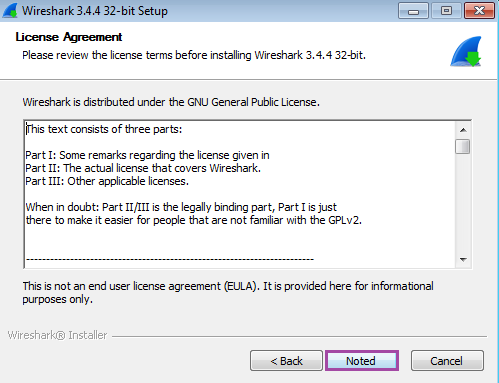 Wireshark 3.4.4 32-bit Setup
License Agreement
Please review the license terms before installing Wireshark 3.4.4 32-bit.
Wireshark is distributed under the GNU General Public License.
This text consists of three parts:
Part I: Some remarks regarding the license given in
Part II: The actual license that covers Wireshark.
Part III: Other applicable licenses.
When in doubt: Part II/III is the legally binding part, Part I is just
there to make it easier for people that are not familiar with the GPLv2.
------------------------------------------------------------------------
This is not an end user license agreement (EULA). It is provided here for informational
purposes only.
Wireshark® Installer
< Back
Noted
Cancel